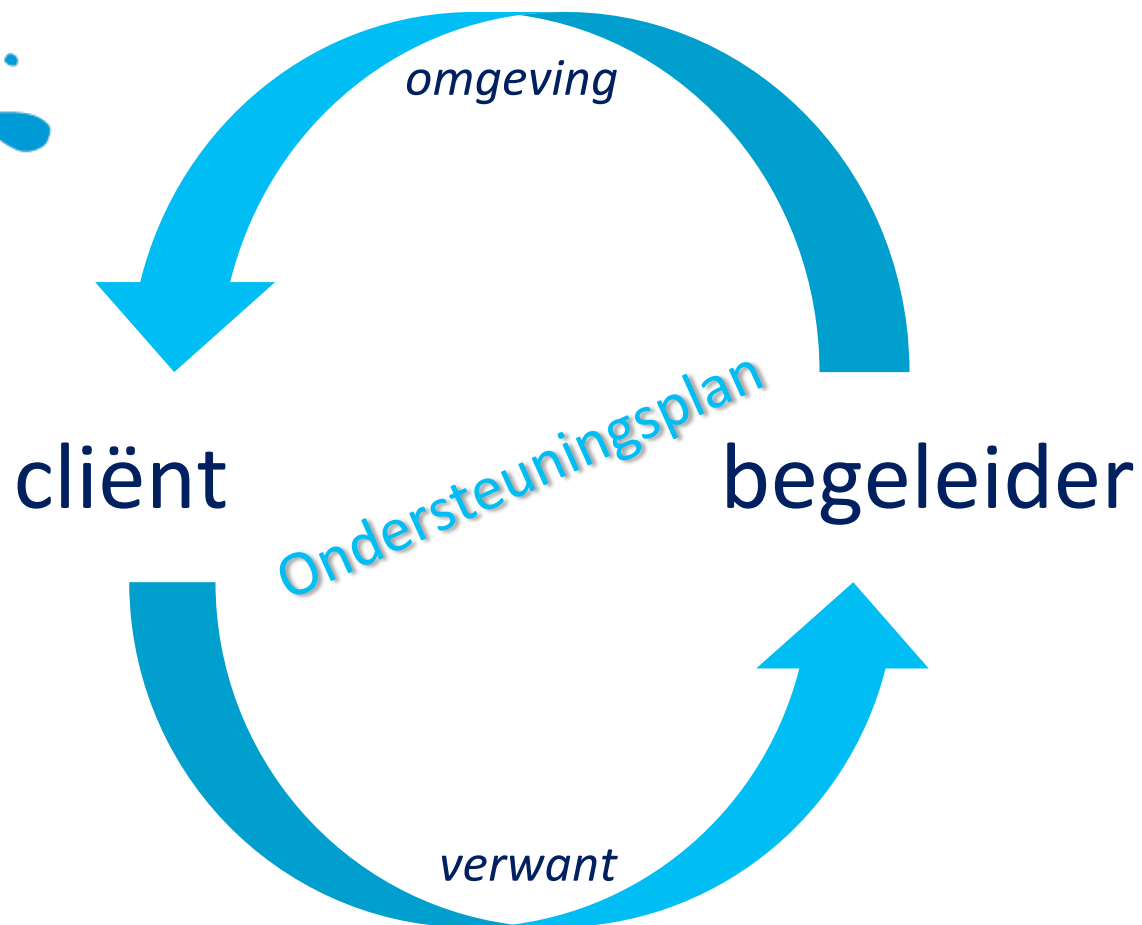 omgeving
Ondersteuningsplan
cliënt
begeleider
verwant